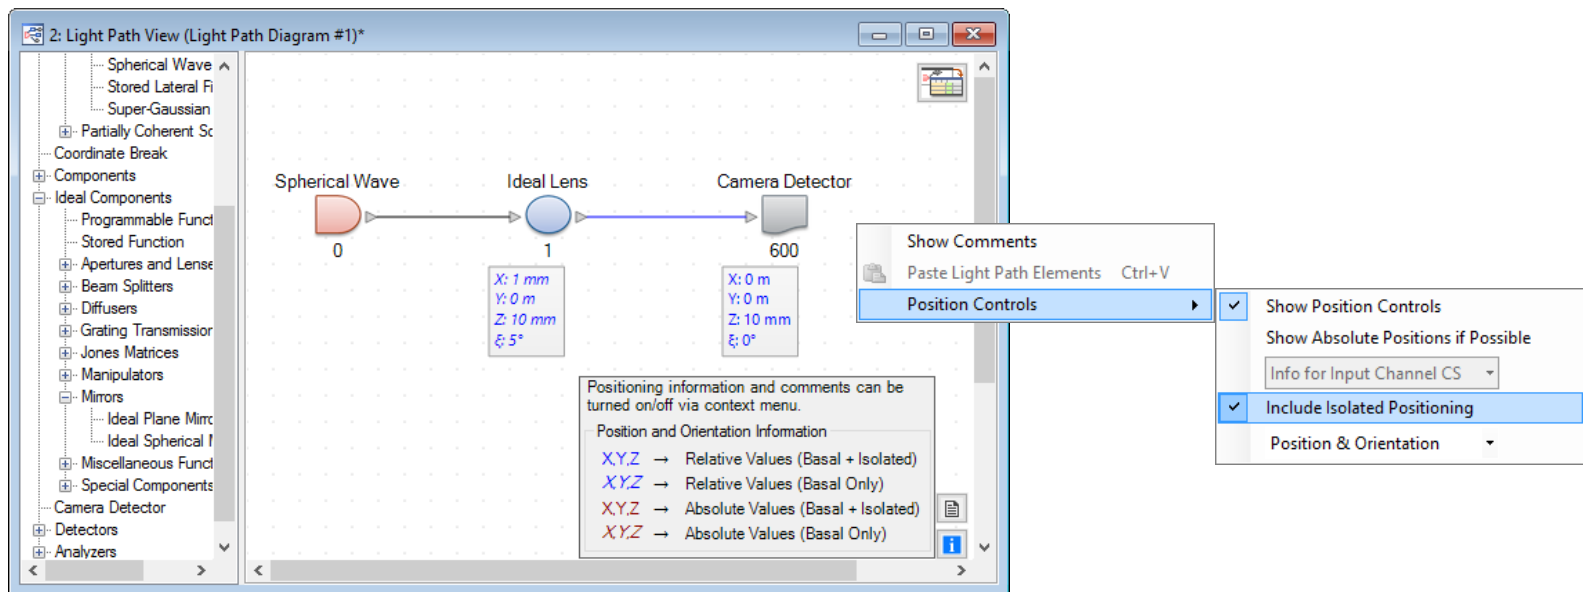 2: Light Path View (Light Path Diagram #1)*
Spherical Wave
Stored Lateral Fi
Super-Gaussian
Partially Coherent Sc
Coordinate Break
Components
Ideal Components
Programmable Funct
Stored Function
Apertures and Lense
Beam Splitters
Diffusers
Grating Transmission
Jones Matrices
Manipulators
Mirrors
Ideal Plane Mirro
Ideal Spherical M
Miscellaneous Funct
Special Components
Camera Detector
Detectors
Analyzers
Spherical Wave
0
Ideal Lens
1
X: 1 mm
Y: 0 m
Z: 10 mm
ξ: 5°
Camera Detector
600
X: 0 m
Y: 0 m
Z: 10 mm
ξ: 0°
Positioning information and comments can be
turned on/off via context menu.
Position and Orientation Information
X,Y,Z → Relative Values (Basal + Isolated)
X,Y,Z → Relative Values (Basal Only)
X,Y,Z → Absolute Values (Basal + Isolated)
X,Y,Z → Absolute Values (Basal Only)
Show Comments
Paste Light Path Elements Ctrl+V
Position Controls
Show Position Controls
Show Absolute Positions if Possible
Info for Input Channel CS
Include Isolated Positioning
Position & Orientation